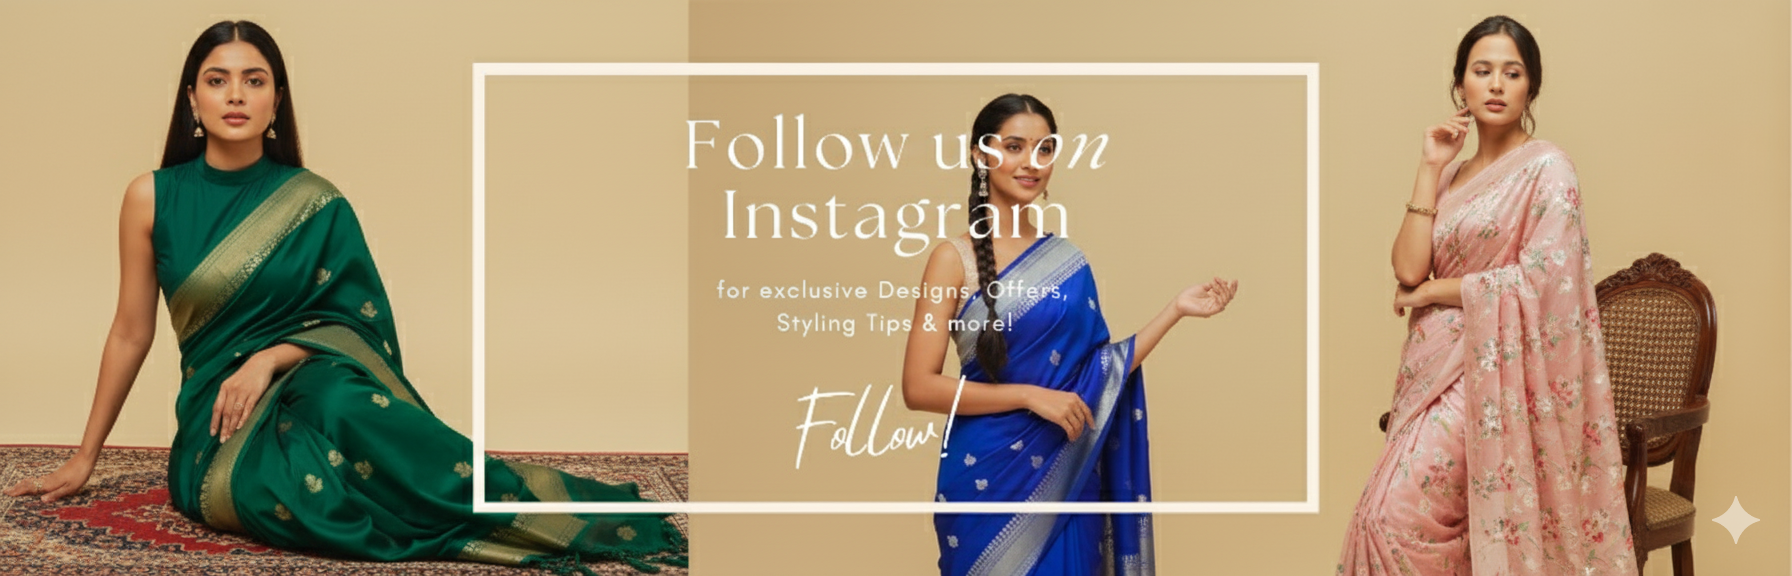 Follow us on
Instagram
for exclusive Designs, Offers,
Styling Tips & more!
Follow!